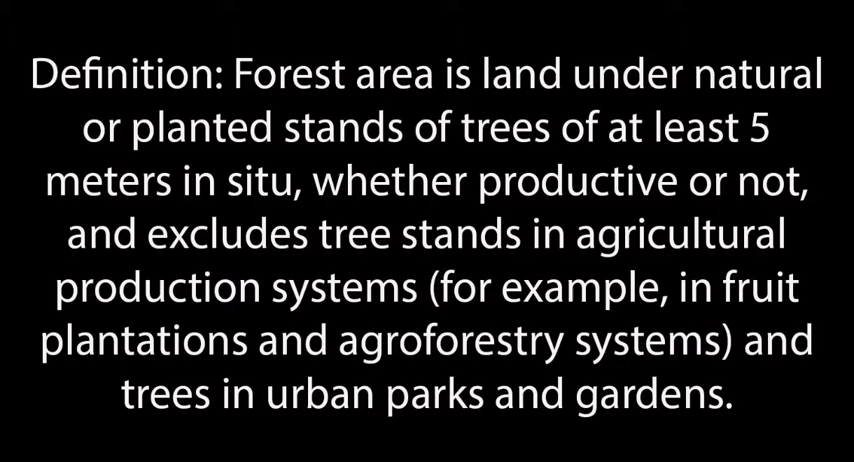 Definition: Forest area is land under natural
or planted stands of trees of at least 5
meters in situ, whether productive or not,
and excludes tree stands in agricultural
production systems (for example, in fruit
plantations and agroforestry systems) and
trees in urban parks and gardens.